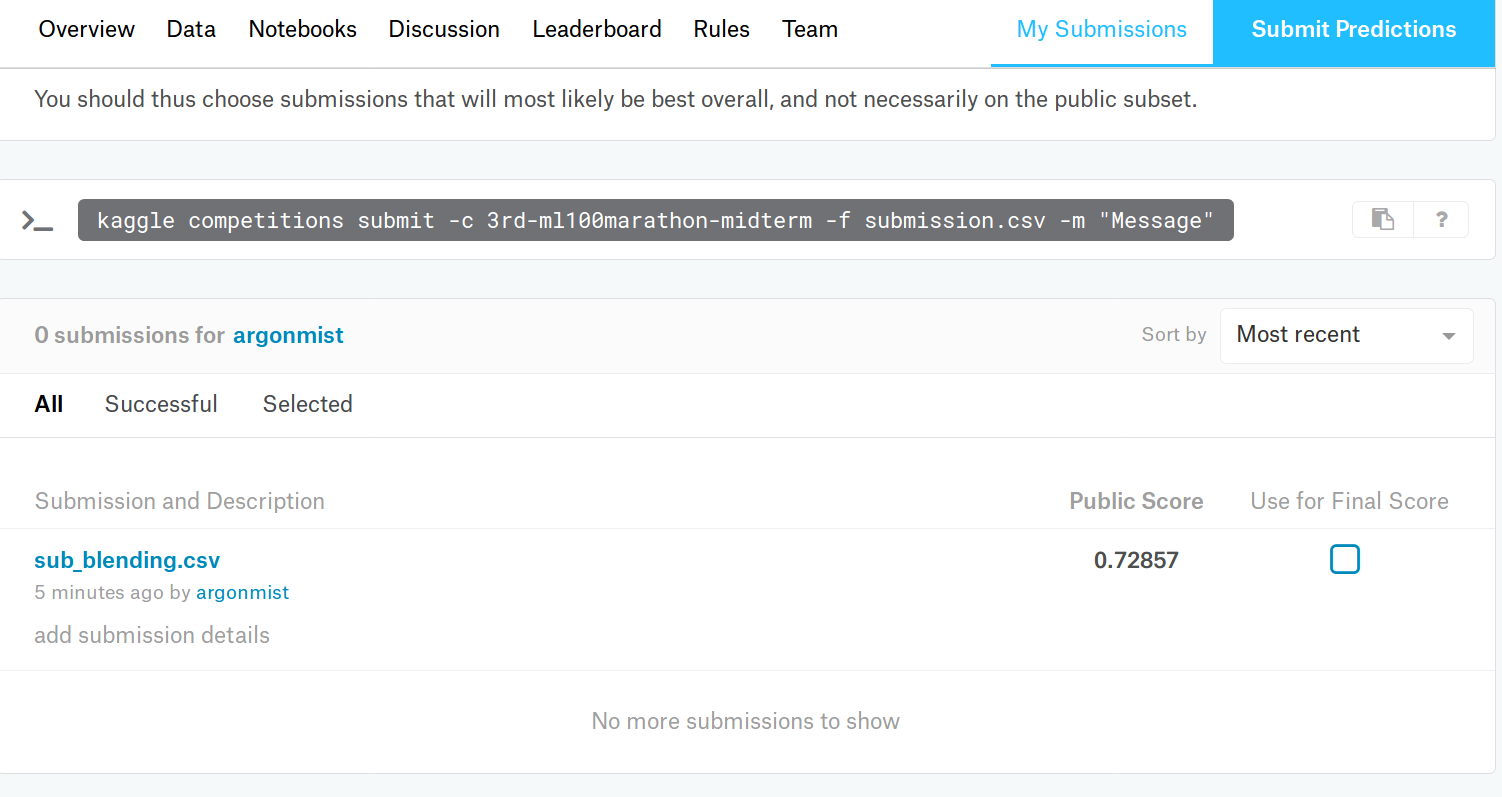 Overview Data Notebooks Discussion Leaderboard Rules Team My Submissions Submit Predictions
You should thus choose submissions that will most likely be best overall, and not necessarily on the public subset.
>_ kaggle competitions submit -c 3rd-ml100marathon-midterm -f submission.csv -m "Message" ?
0 submissions for argonmist Sort by Most recent
All Successful Selected
Submission and Description Public Score Use for Final Score
sub_blending.csv 0.72857
5 minutes ago by argonmist
add submission details
No more submissions to show